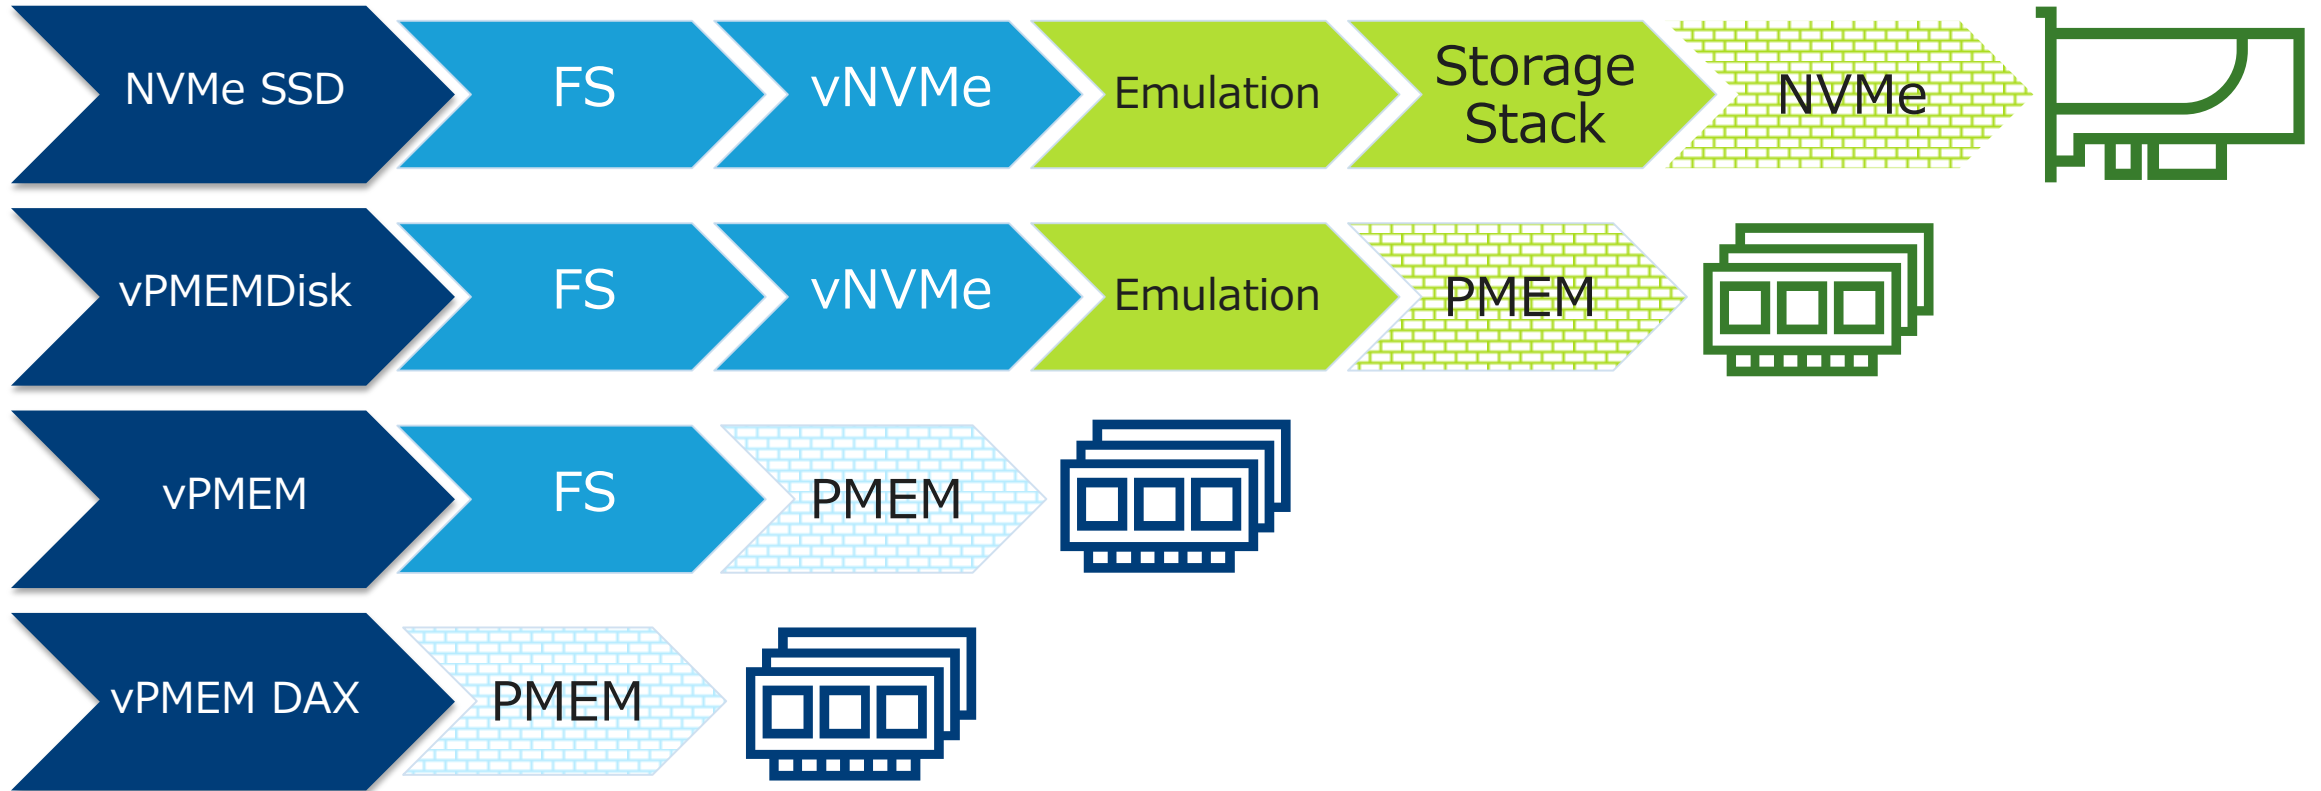 NVMe SSD
FS
vNVMe
Emulation
Storage
Stack
NVMe
vPMEMDisk
FS
vNVMe
Emulation
PMEM
vPMEM
FS
PMEM
vPMEM DAX
PMEM